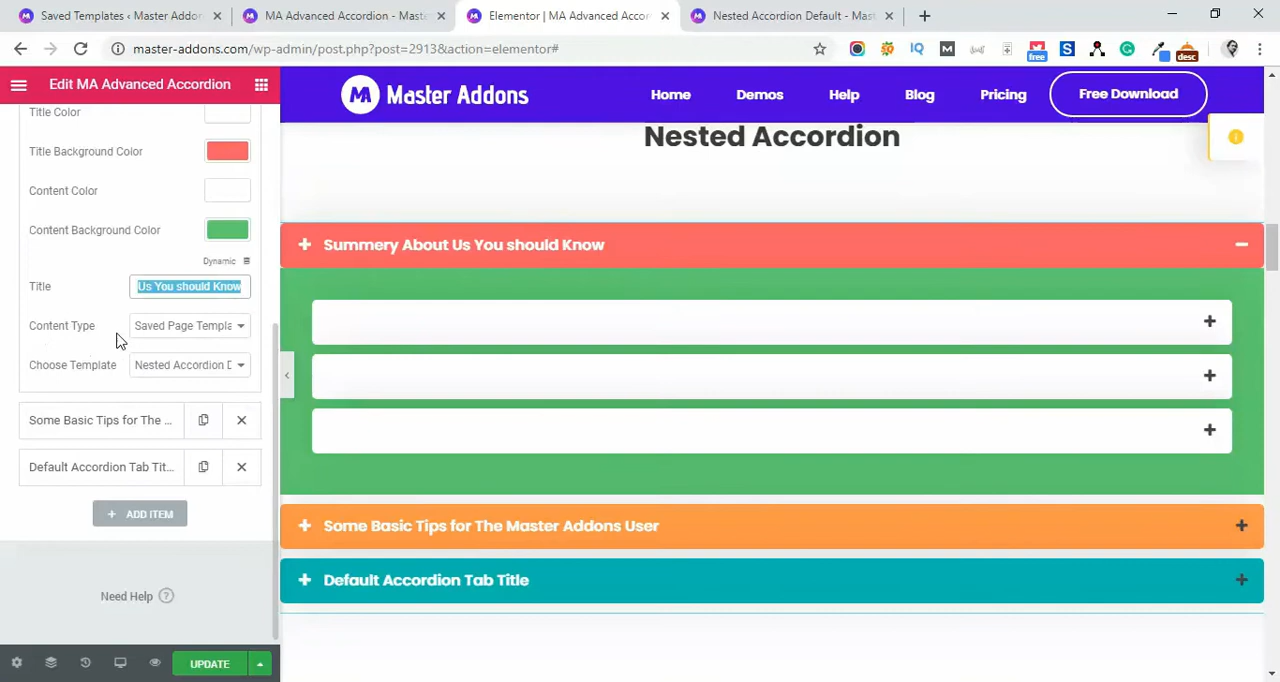 Saved Templates ‹ Master Addon
MA Advanced Accordion - Maste
Elementor | MA Advanced Accor
Nested Accordion Default - Mast
master-addons.com/wp-admin/post.php?post=2913&action=elementor#
IQ
M
free
S
desc
Edit MA Advanced Accordion
Title Color
Title Background Color
Content Color
Content Background Color
Dynamic
Title
Us You should Know
Content Type
Saved Page Templa
Choose Template
Nested Accordion D
Some Basic Tips for The ...
Default Accordion Tab Tit...
ADD ITEM
Need Help
UPDATE
Master Addons
Home
Demos
Help
Blog
Pricing
Free Download
Nested Accordion
Summery About Us You should Know
Some Basic Tips for The Master Addons User
Default Accordion Tab Title